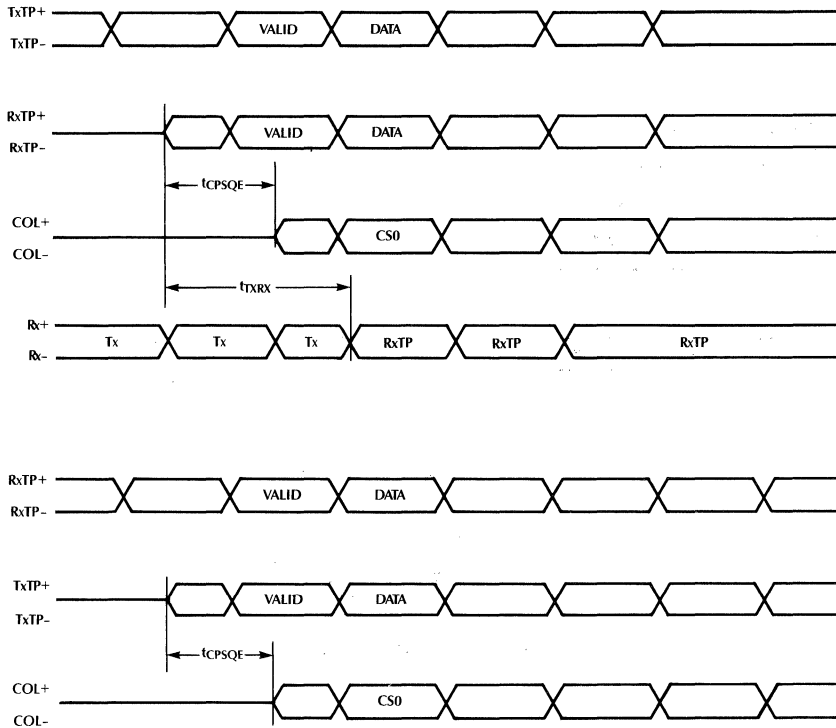 TxTP+
TxTP–
VALID DATA
RxTP+
RxTP–
VALID DATA
tCPSQE
COL+
COL–
CS0
tTXRX
Rx+
Rx–
Tx Tx Tx RxTP RxTP RxTP
RxTP+
RxTP–
VALID DATA
TxTP+
TxTP–
VALID DATA
tCPSQE
COL+
COL–
CS0